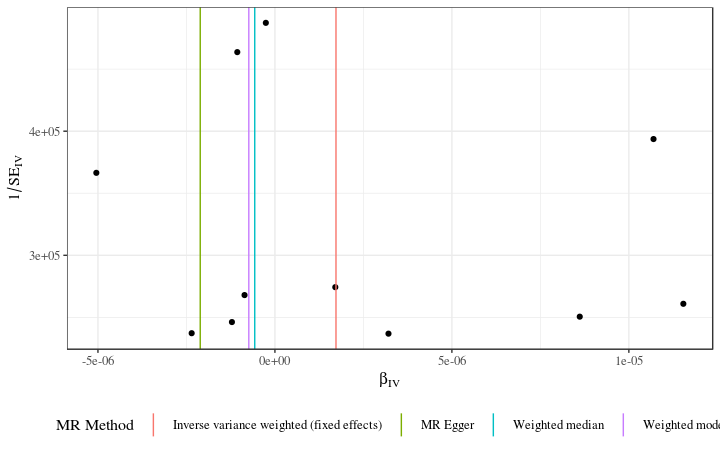 4e+05
3e+05
1/SE_IV
-5e-06 0e+00 5e-06 1e-05
β_IV
MR Method Inverse variance weighted (fixed effects) MR Egger Weighted median Weighted mode